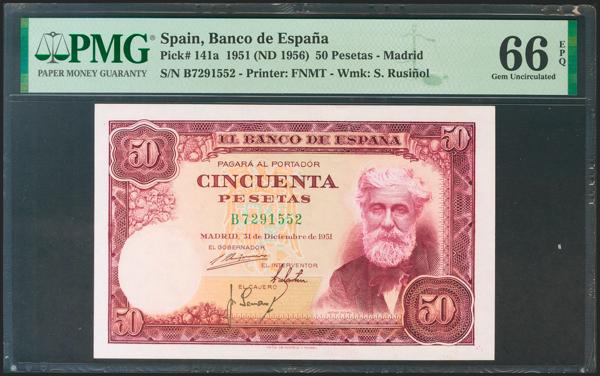 PMG
PAPER MONEY GUARANTY
Spain, Banco de España
Pick# 141a 1951 (ND 1956) 50 Pesetas - Madrid
S/N B7291552 - Printer: FNMT - Wmk: S. Rusiñol
66 EPQ
Gem Uncirculated
50
EL BANCO DE ESPAÑA
50
PAGARÁ AL PORTADOR
CINCUENTA
PESETAS
B7291552
MADRID, 31 de Diciembre de 1951
EL GOBERNADOR
EL INTERVENTOR
EL CAJERO
50
50